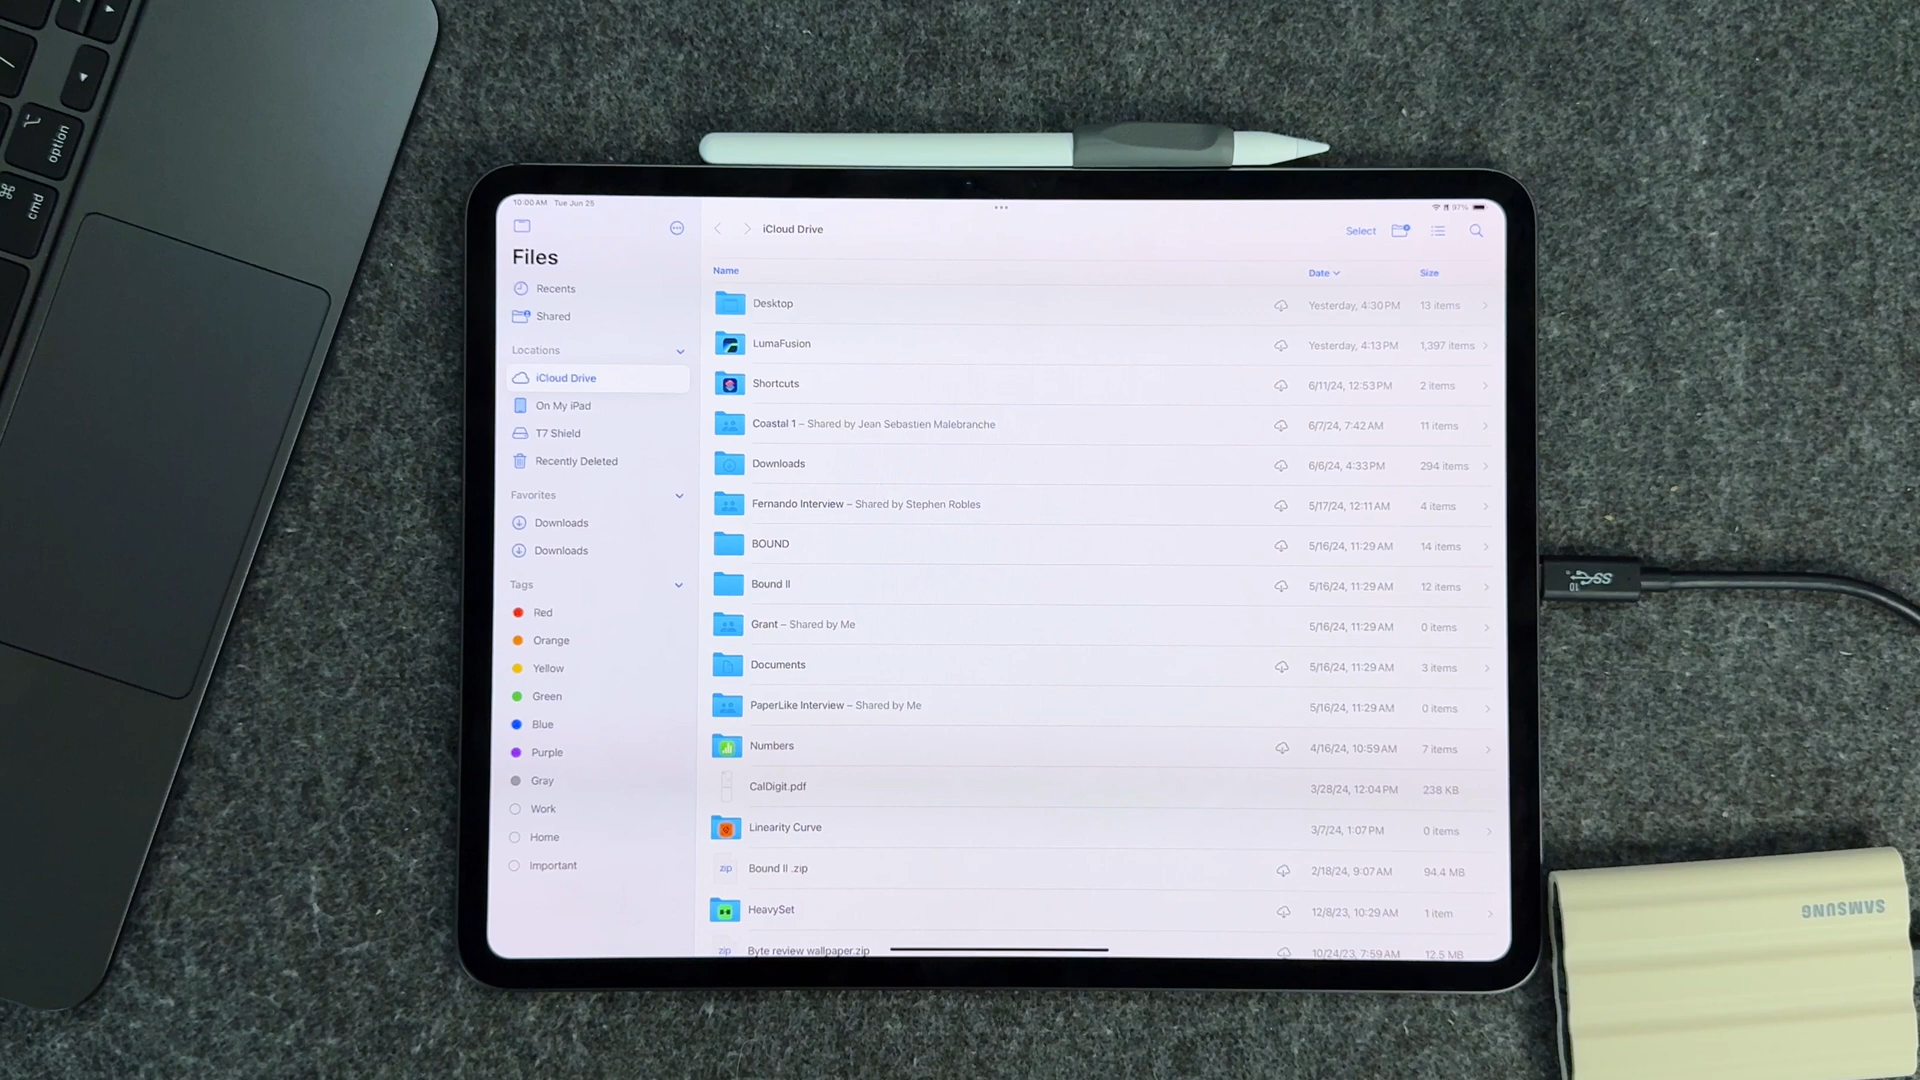 option
cmd
10:00 AM Tue Jun 25
97%
Files
Recents
Shared
Locations
iCloud Drive
On My iPad
T7 Shield
Recently Deleted
Favorites
Downloads
Downloads
Tags
Red
Orange
Yellow
Green
Blue
Purple
Gray
Work
Home
Important
iCloud Drive
Select
Name Date Size
Desktop Yesterday, 4:30 PM 13 items
LumaFusion Yesterday, 4:13 PM 1,397 items
Shortcuts 6/11/24, 12:53 PM 2 items
Coastal 1 – Shared by Jean Sebastien Malebranche 6/7/24, 7:42 AM 11 items
Downloads 6/6/24, 4:33 PM 294 items
Fernando Interview – Shared by Stephen Robles 5/17/24, 12:11 AM 4 items
BOUND 5/16/24, 11:29 AM 14 items
Bound II 5/16/24, 11:29 AM 12 items
Grant – Shared by Me 5/16/24, 11:29 AM 0 items
Documents 5/16/24, 11:29 AM 3 items
PaperLike Interview – Shared by Me 5/16/24, 11:29 AM 0 items
Numbers 4/16/24, 10:59 AM 7 items
CalDigit.pdf 3/28/24, 12:04 PM 238 KB
Linearity Curve 3/7/24, 1:07 PM 0 items
zip Bound II .zip 2/18/24, 9:07 AM 94.4 MB
HeavySet 12/8/23, 10:29 AM 1 item
zip Byte review wallpaper.zip 10/24/23, 7:59 AM 12.5 MB
SS 10
SAMSUNG